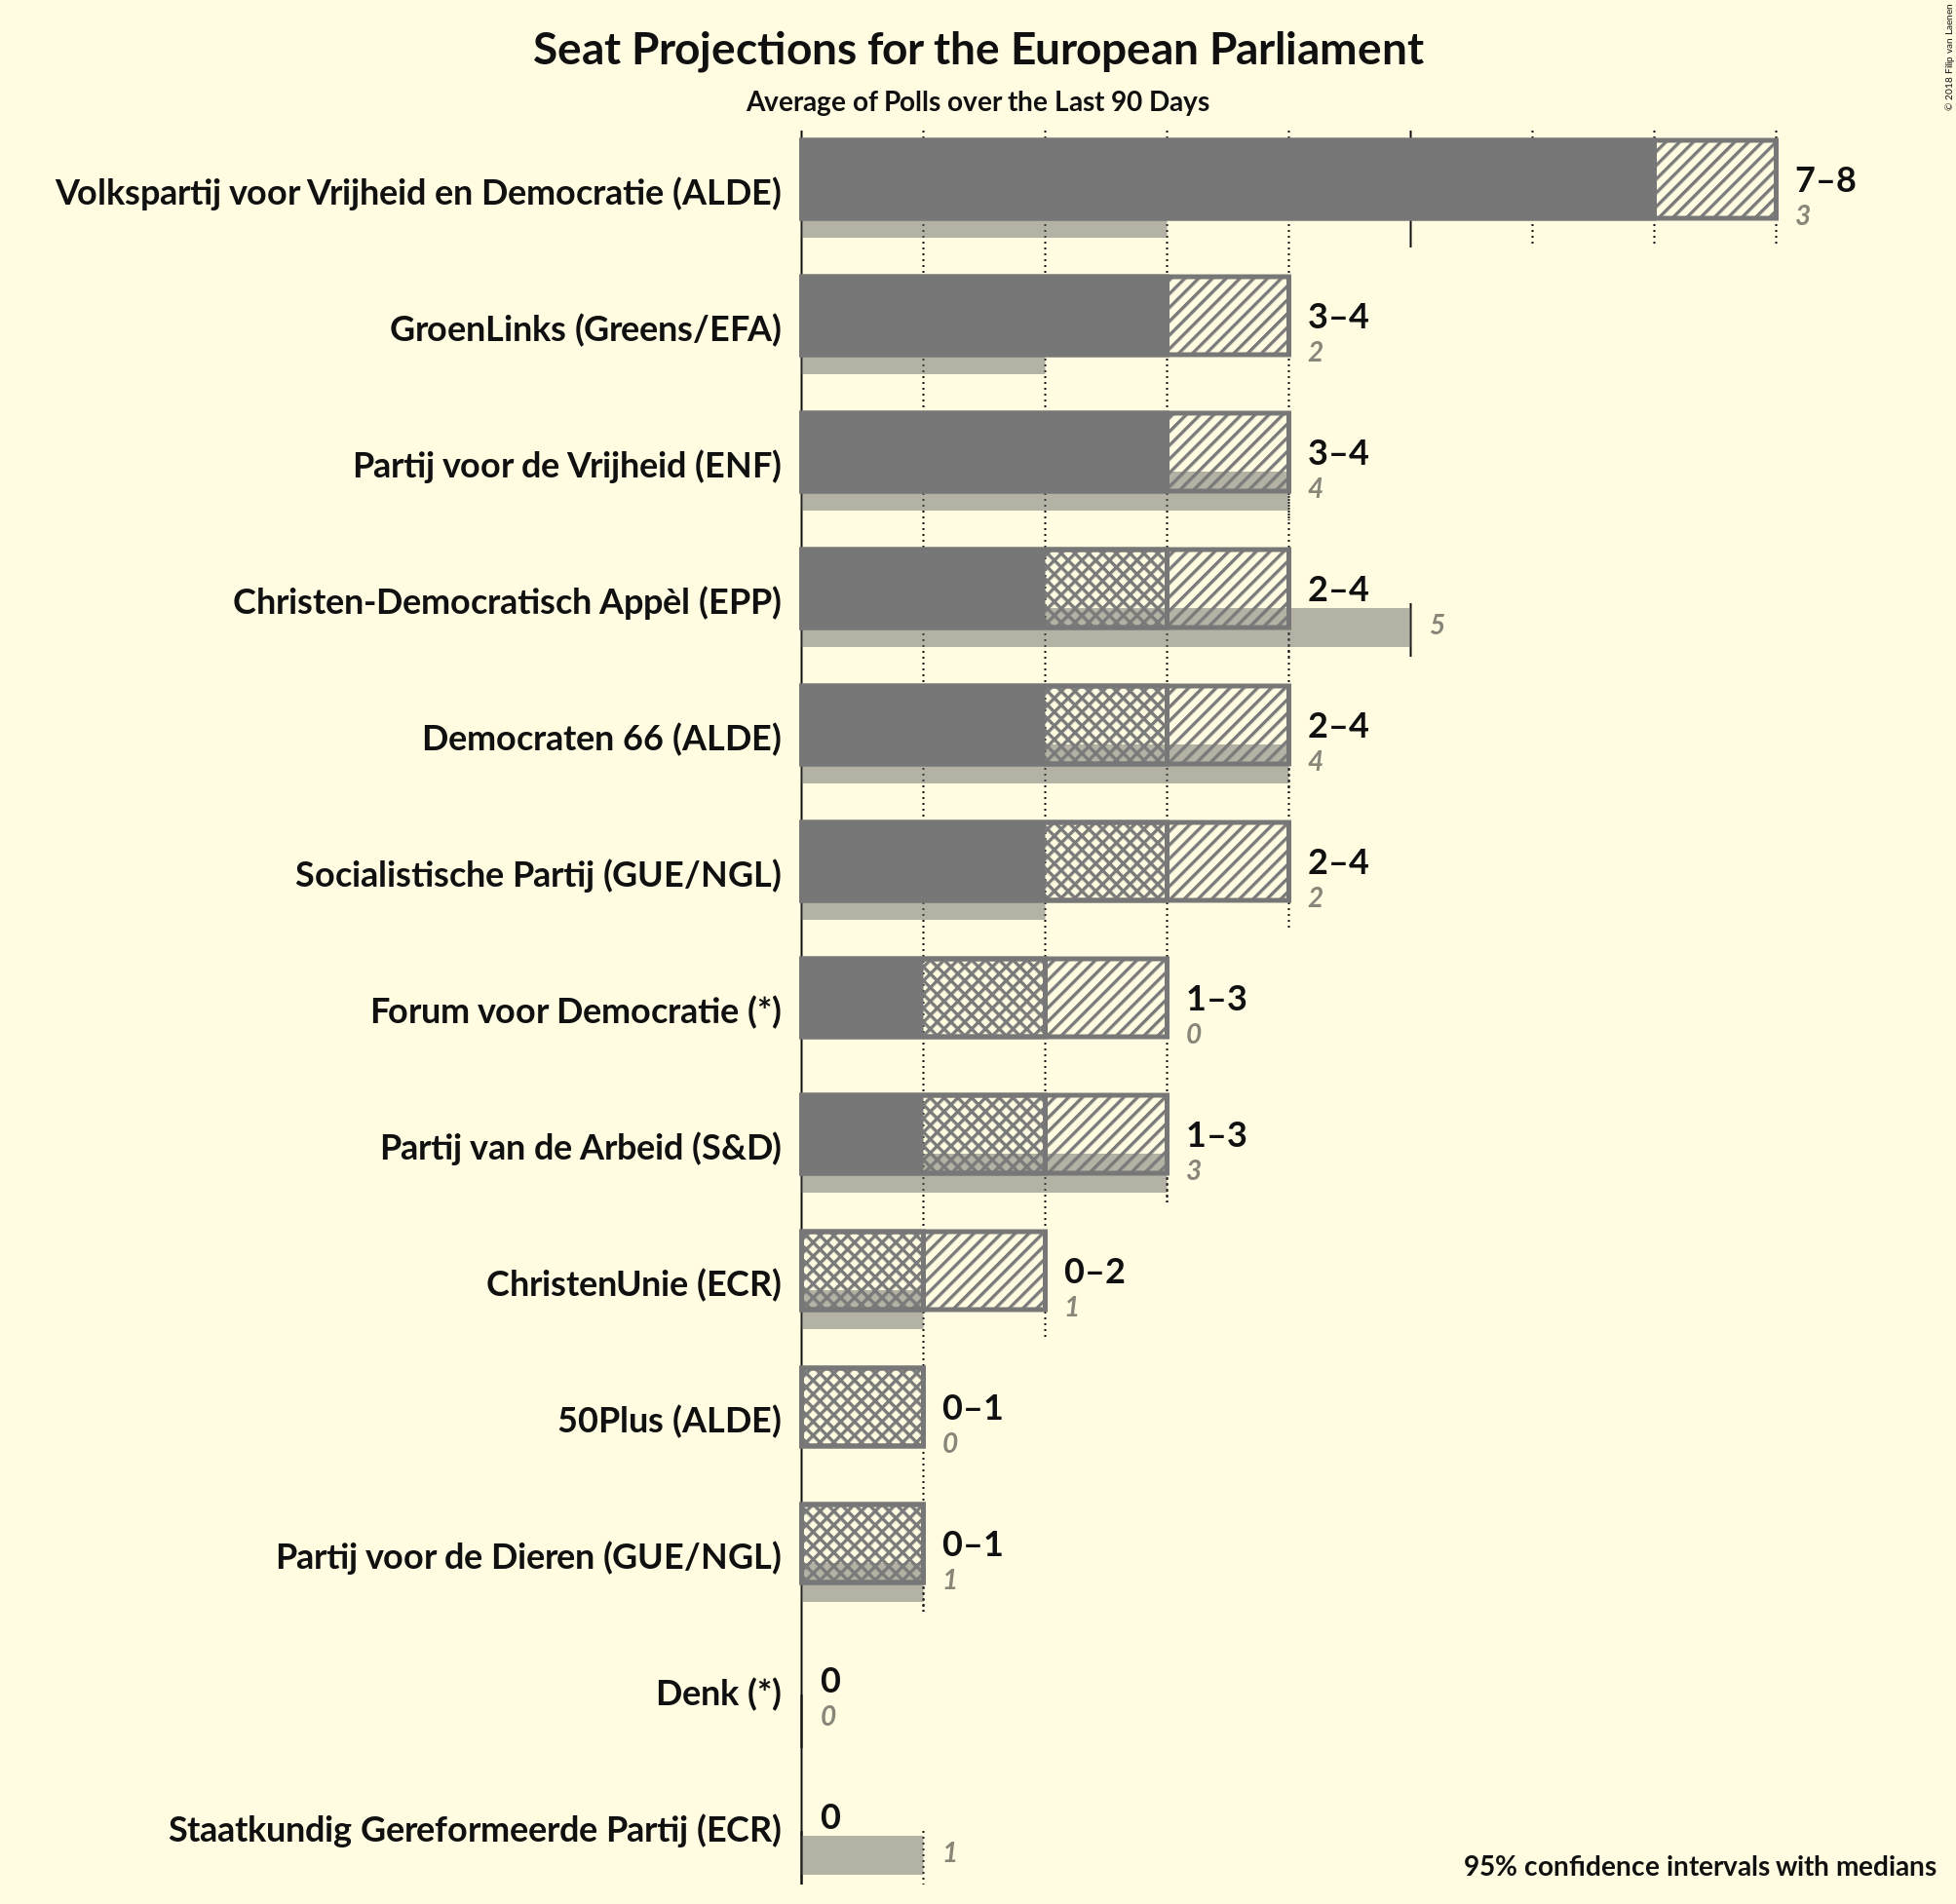 Seat Projections for the European Parliament
Average of Polls over the Last 90 Days
© 2018 Filip van Laenen
Volkspartij voor Vrijheid en Democratie (ALDE) 7–8
3
GroenLinks (Greens/EFA) 3–4
2
Partij voor de Vrijheid (ENF) 3–4
4
Christen-Democratisch Appèl (EPP) 2–4
5
Democraten 66 (ALDE) 2–4
4
Socialistische Partij (GUE/NGL) 2–4
2
Forum voor Democratie (*) 1–3
0
Partij van de Arbeid (S&D) 1–3
3
ChristenUnie (ECR) 0–2
1
50Plus (ALDE) 0–1
0
Partij voor de Dieren (GUE/NGL) 0–1
1
Denk (*) 0
0
Staatkundig Gereformeerde Partij (ECR) 0
1
95% confidence intervals with medians